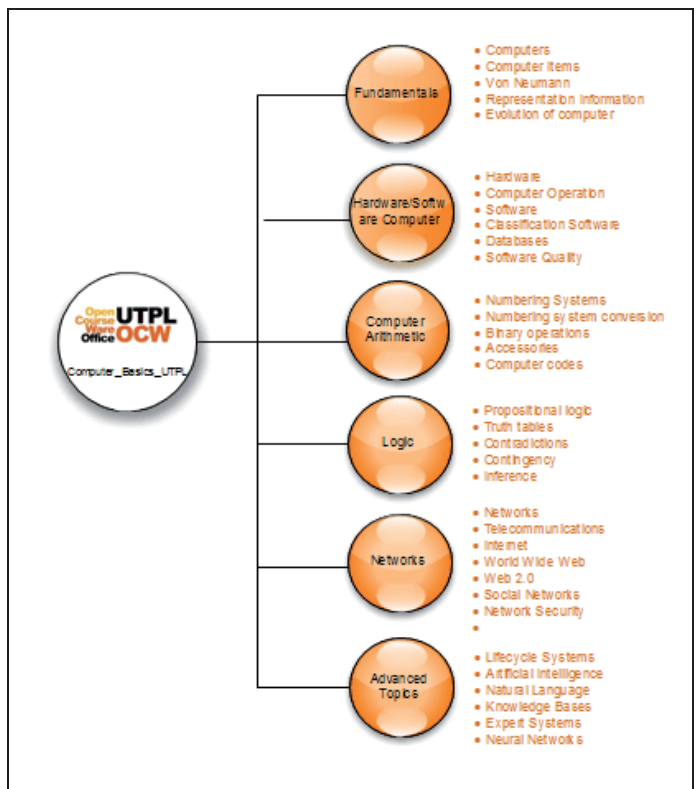 Fundamentals
• Computers
• Computer Items
• Von Neumann
• Representation Information
• Evolution of computer
Hardware/Softw
are Computer
• Hardware
• Computer Operation
• Software
• Classification Software
• Databases
• Software Quality
Open
Course
Ware
Office
UTPL
OCW
Computer_Basics_UTPL
Computer
Arithmetic
• Numbering Systems
• Numbering system conversion
• Binary operations
• Accessories
• Computer codes
Logic
• Propositional logic
• Truth tables
• Contradictions
• Contingency
• Inference
Networks
• Networks
• Telecommunications
• Internet
• World Wide Web
• Web 2.0
• Social Networks
• Network Security
•
Advanced
Topics
• Lifecycle Systems
• Artificial Intelligence
• Natural Language
• Knowledge Bases
• Expert Systems
• Neural Networks